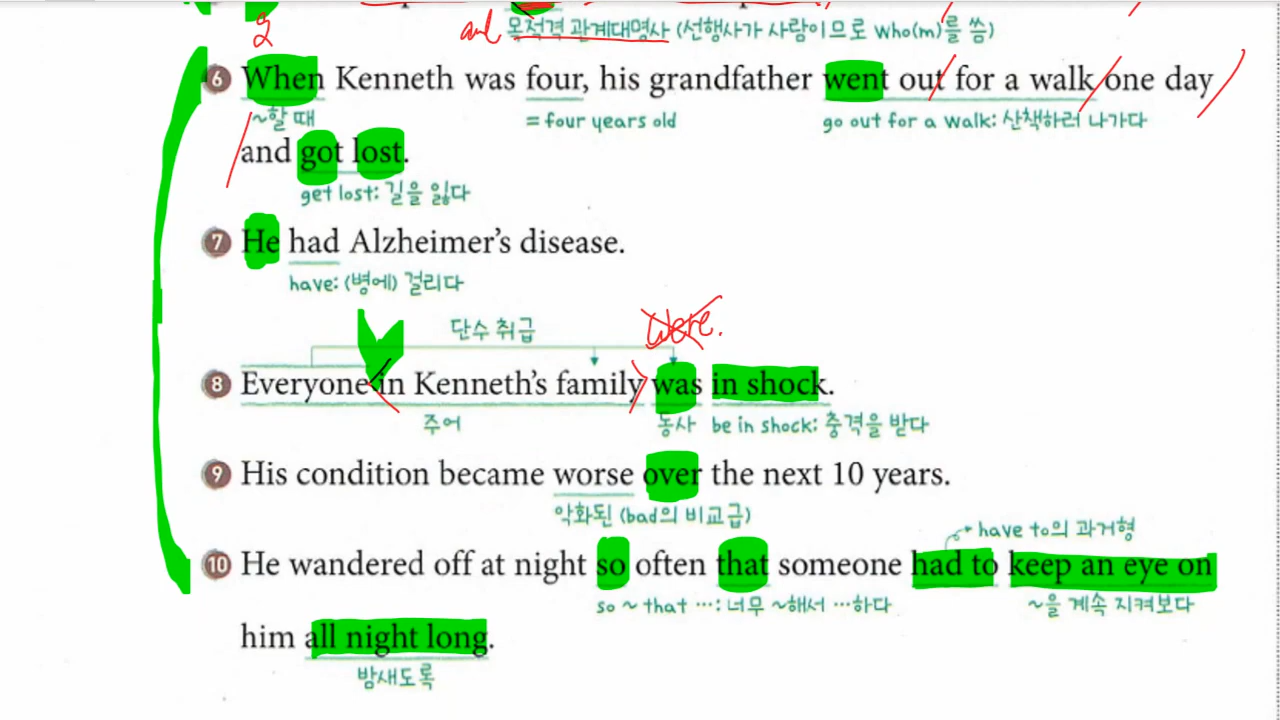 2
and 목적격 관계대명사 (선행사가 사람이므로 who(m)를 씀)
6 When Kenneth was four, his grandfather went out for a walk one day
~할 때 = four years old go out for a walk: 산책하러 나가다
and got lost.
get lost: 길을 잃다
7 He had Alzheimer's disease.
have: (병에) 걸리다
단수 취급 were.
8 Everyone in Kenneth's family was in shock.
주어 동사 be in shock: 충격을 받다
9 His condition became worse over the next 10 years.
악화된 (bad의 비교급)
have to의 과거형
10 He wandered off at night so often that someone had to keep an eye on
so ~ that …: 너무 ~해서 …하다 ~을 계속 지켜보다
him all night long.
밤새도록